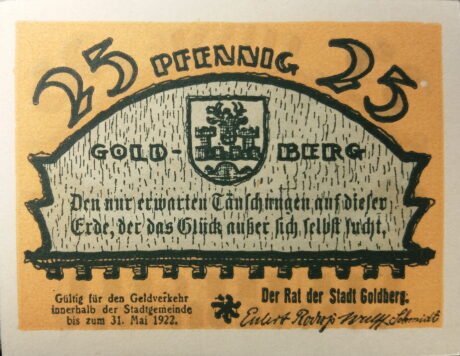 25 PFENNIG 25
GOLD- BERG
Den nur erwarten Täuschungen auf dieser
Erde, der das Glück außer sich selbst sucht.
Gültig für den Geldverkehr
innerhalb der Stadtgemeinde
bis zum 31. Mai 1922.
Der Rat der Stadt Goldberg:
Schmidt